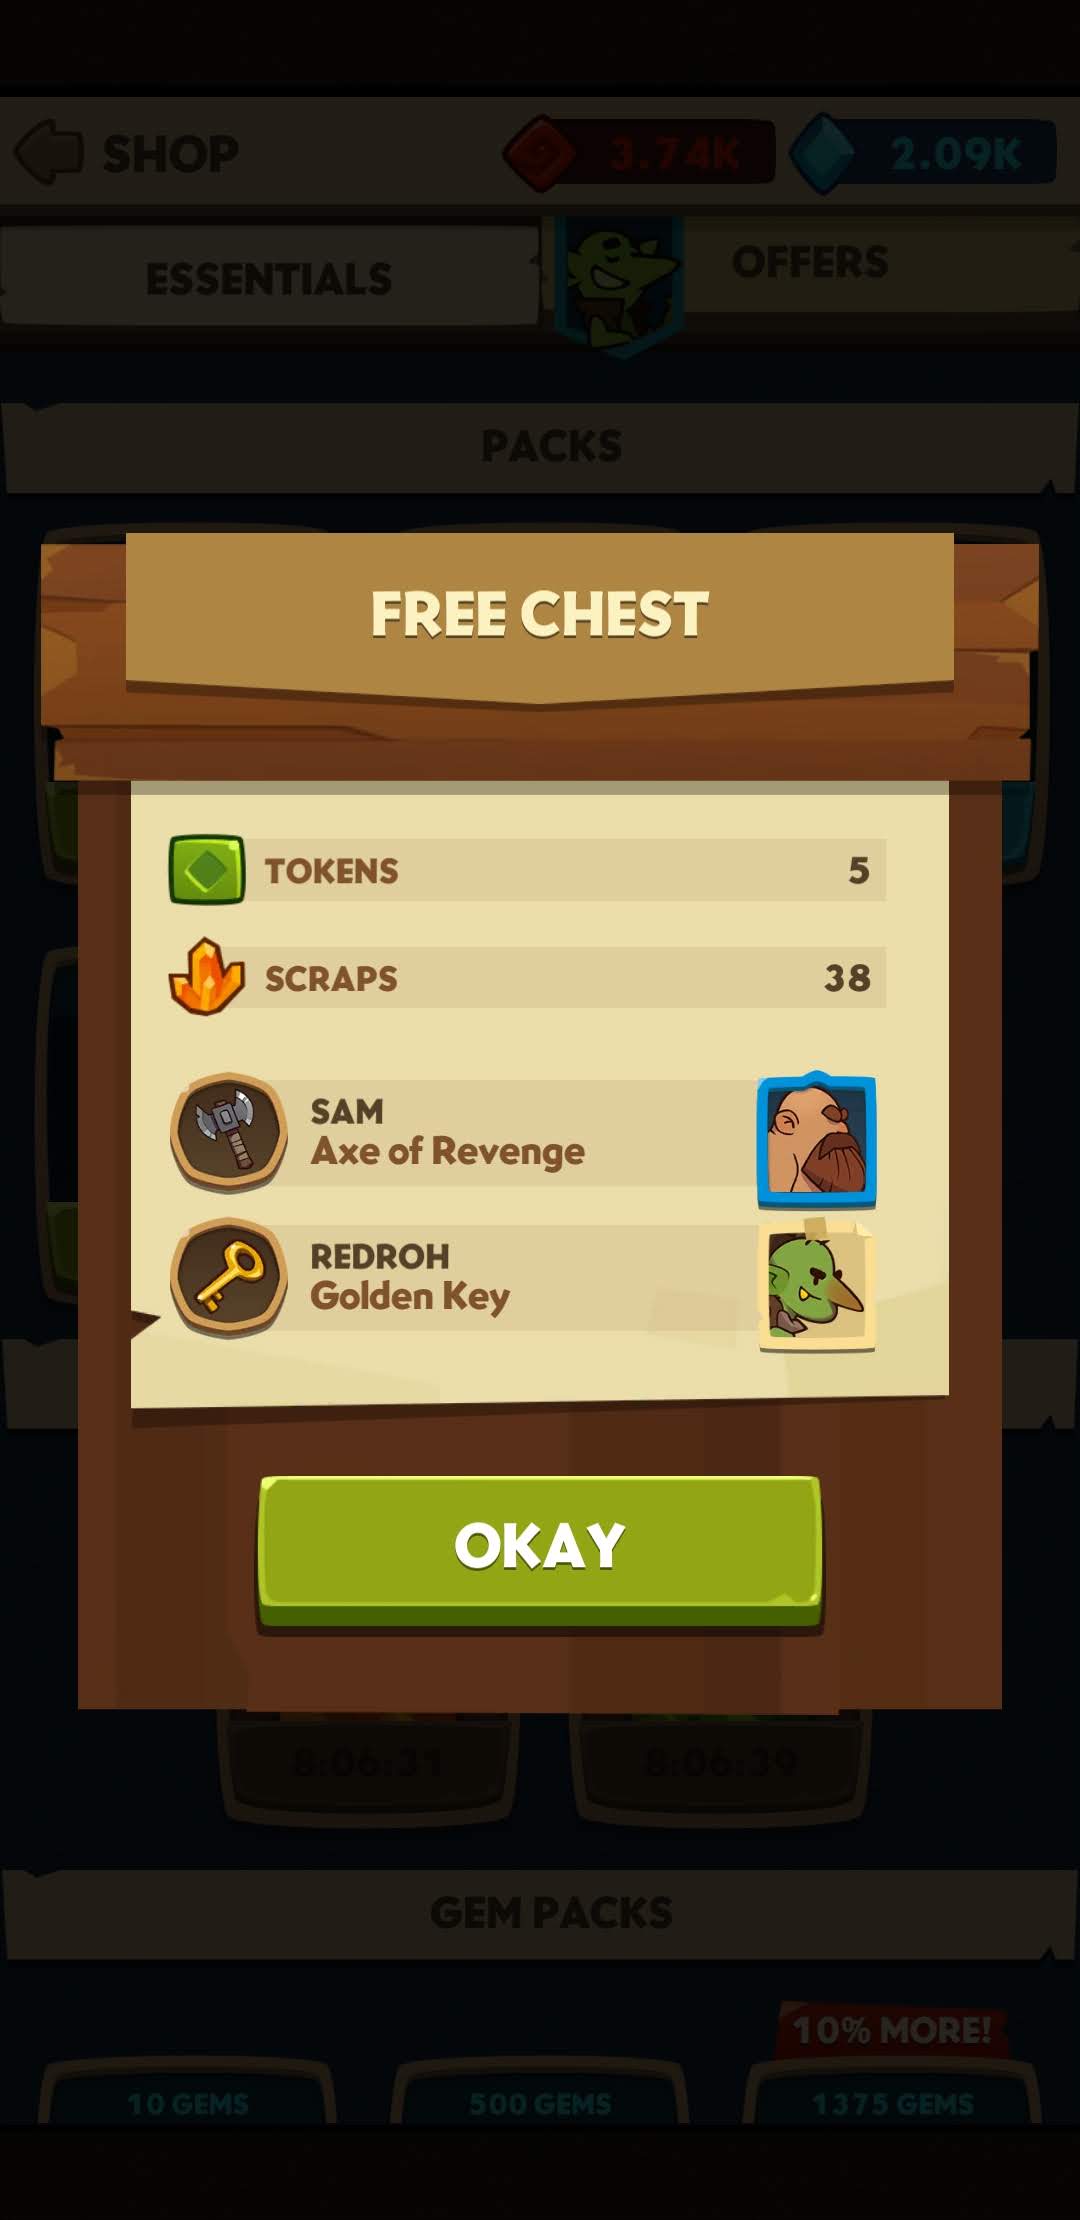 SHOP
3.74K
2.09K
ESSENTIALS
OFFERS
PACKS
FREE CHEST
TOKENS
5
SCRAPS
38
SAM
Axe of Revenge
REDROH
Golden Key
OKAY
8:06:31
8:06:39
GEM PACKS
10% MORE!
10 GEMS
500 GEMS
1375 GEMS